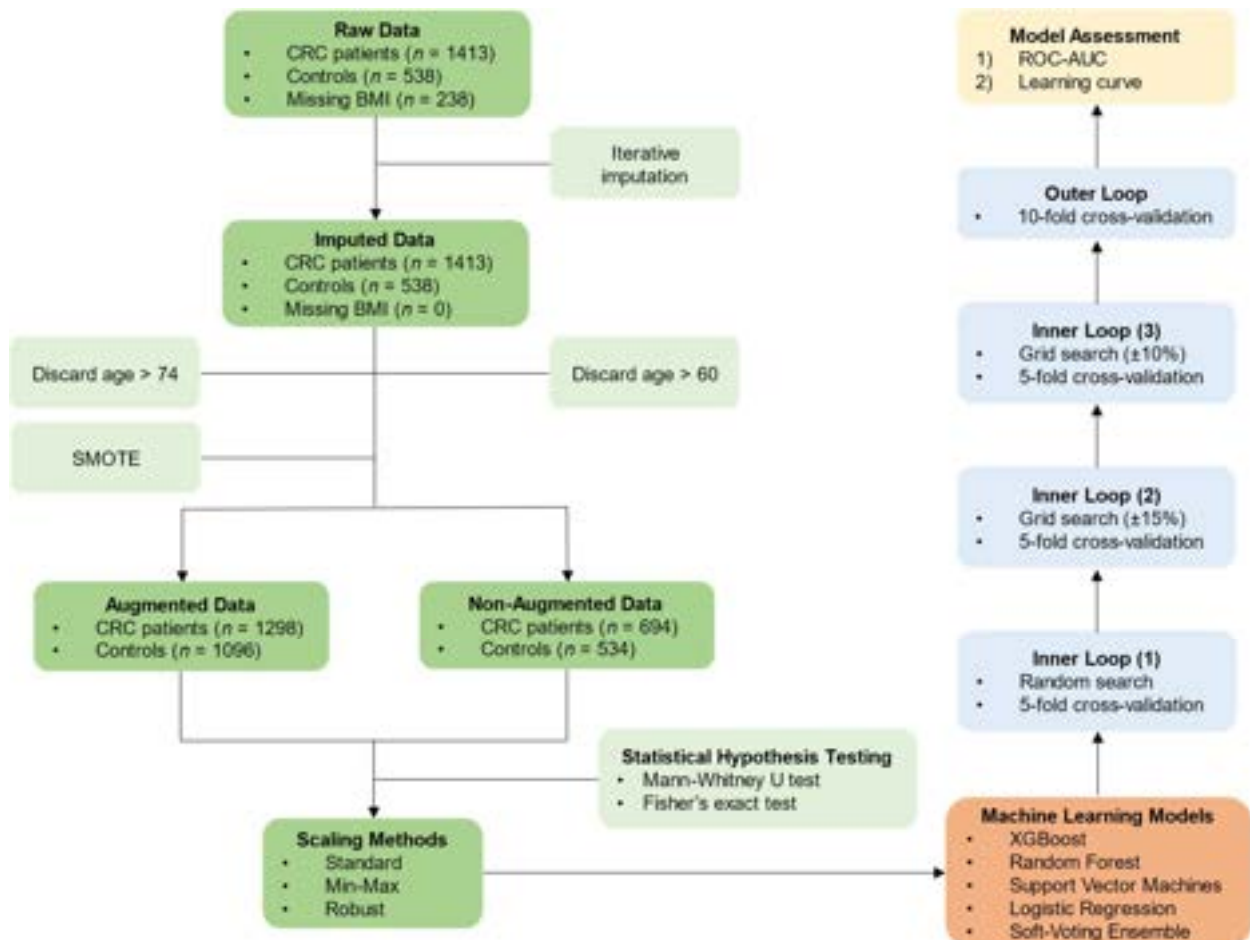 Raw Data
• CRC patients (n = 1413)
• Controls (n = 538)
• Missing BMI (n = 238)
Iterative
imputation
Imputed Data
• CRC patients (n = 1413)
• Controls (n = 538)
• Missing BMI (n = 0)
Discard age > 74
Discard age > 60
SMOTE
Augmented Data
• CRC patients (n = 1298)
• Controls (n = 1096)
Non-Augmented Data
• CRC patients (n = 694)
• Controls (n = 534)
Statistical Hypothesis Testing
• Mann-Whitney U test
• Fisher's exact test
Scaling Methods
• Standard
• Min-Max
• Robust
Machine Learning Models
• XGBoost
• Random Forest
• Support Vector Machines
• Logistic Regression
• Soft-Voting Ensemble
Inner Loop (1)
• Random search
• 5-fold cross-validation
Inner Loop (2)
• Grid search (±15%)
• 5-fold cross-validation
Inner Loop (3)
• Grid search (±10%)
• 5-fold cross-validation
Outer Loop
• 10-fold cross-validation
Model Assessment
1) ROC-AUC
2) Learning curve